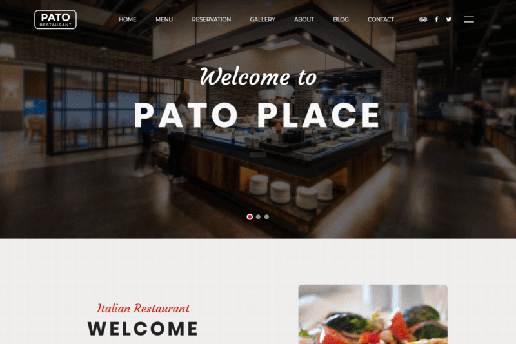 PATO
RESTAURANT
HOME MENU RESERVATION GALLERY ABOUT BLOG CONTACT
Welcome to
PATO PLACE
Italian Restaurant
WELCOME